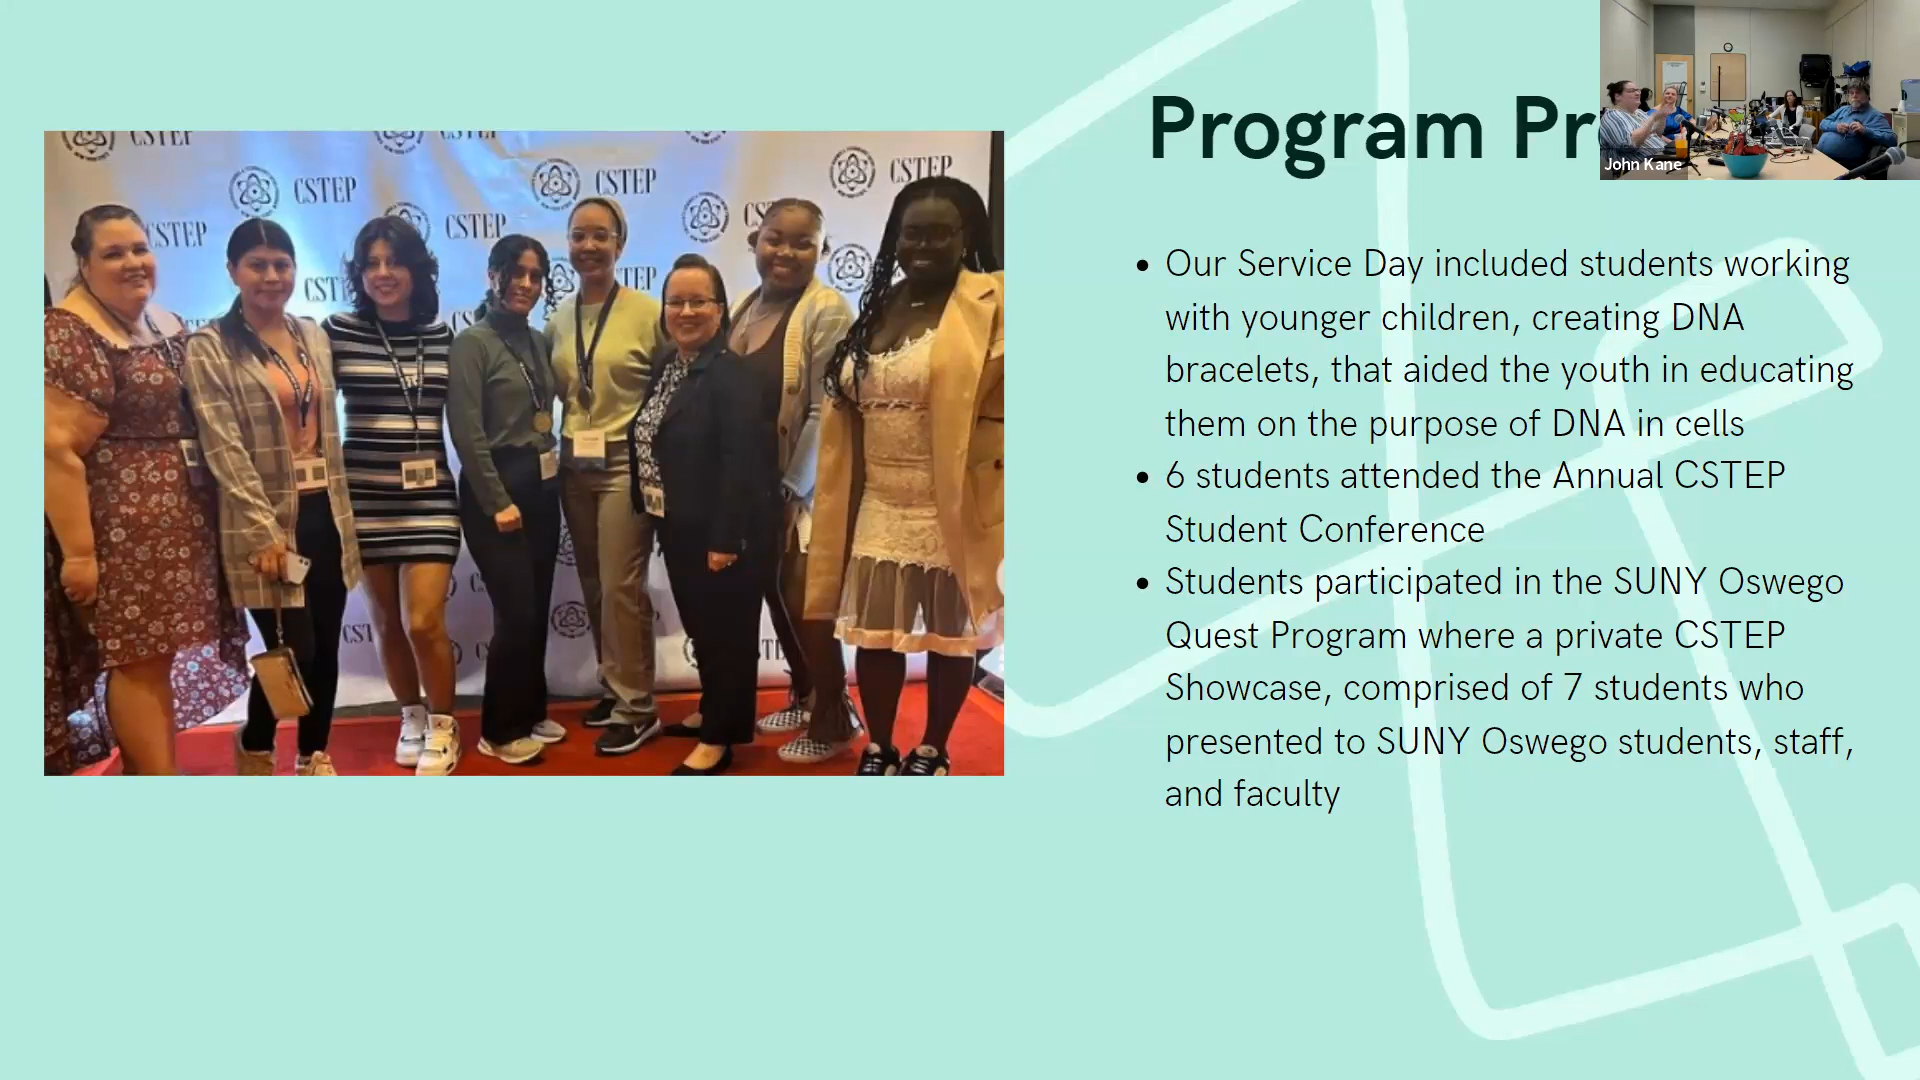 Program Pr
John Kane
CSTEP
CSTEP
CSTEP
CSTEP
CSTEP
CSTEP
Our Service Day included students working
with younger children, creating DNA
bracelets, that aided the youth in educating
them on the purpose of DNA in cells
6 students attended the Annual CSTEP
Student Conference
Students participated in the SUNY Oswego
Quest Program where a private CSTEP
Showcase, comprised of 7 students who
presented to SUNY Oswego students, staff,
and faculty